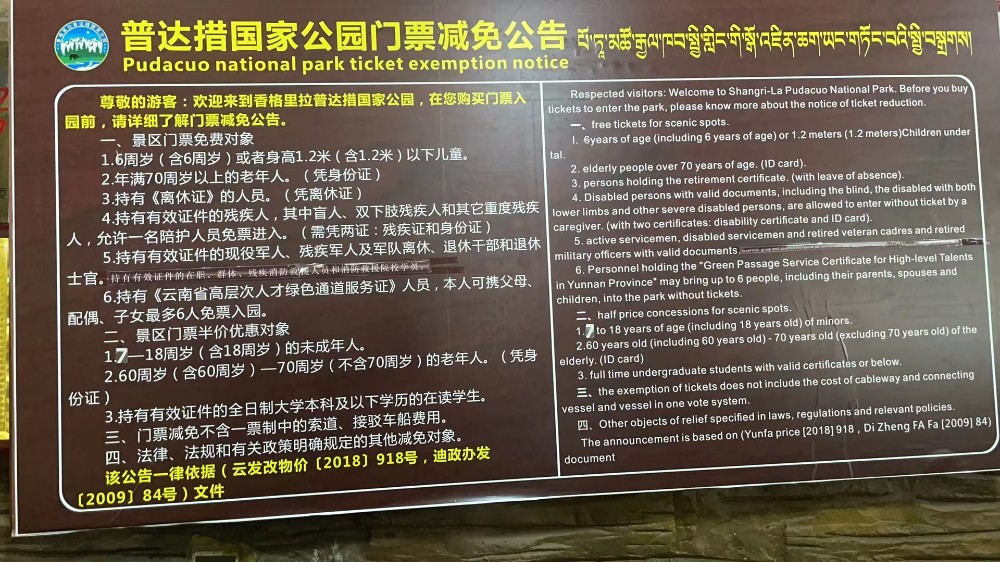 普达措国家公园门票减免公告
Pudacuo national park ticket exemption notice
尊敬的游客：欢迎来到香格里拉普达措国家公园，在您购买门票入
园前，请详细了解门票减免公告。
一、景区门票免费对象
1.6周岁（含6周岁）或者身高1.2米（含1.2米）以下儿童。
2.年满70周岁以上的老年人。（凭身份证）
3.持有《离休证》的人员。（凭离休证）
4.持有有效证件的残疾人，其中盲人、双下肢残疾人和其它重度残疾
人，允许一名陪护人员免票进入。（需凭两证：残疾证和身份证）
5.持有有效证件的现役军人、残疾军人及军队离休、退休干部和退休
士官。持有有效证件的在职、群体、残疾消防救援人员和消防救援院校学员。
6.持有《云南省高层次人才绿色通道服务证》人员，本人可携父母、
配偶、子女最多6人免票入园。
二、景区门票半价优惠对象
1.7—18周岁（含18周岁）的未成年人。
2.60周岁（含60周岁）—70周岁（不含70周岁）的老年人。（凭身
份证）
3.持有有效证件的全日制大学本科及以下学历的在读学生。
三、门票减免不含一票制中的索道、接驳车船费用。
四、法律、法规和有关政策明确规定的其他减免对象。
该公告一律依据（云发改物价〔2018〕918号，迪政办发
〔2009〕84号）文件
Respected visitors: Welcome to Shangri-La Pudacuo National Park. Before you buy
tickets to enter the park, please know more about the notice of ticket reduction.
一、free tickets for scenic spots.
I. 6years of age (including 6 years of age) or 1.2 meters (1.2 meters)Children under
tal.
2. elderly people over 70 years of age. (ID card).
3. persons holding the retirement certificate. (with leave of absence).
4. Disabled persons with valid documents, including the blind, the disabled with both
lower limbs and other severe disabled persons, are allowed to enter without ticket by a
caregiver. (with two certificates: disability certificate and ID card).
5. active servicemen, disabled servicemen and retired veteran cadres and retired
military officers with valid documents.
6. Personnel holding the "Green Passage Service Certificate for High-level Talents
in Yunnan Province" may bring up to 6 people, including their parents, spouses and
children, into the park without tickets.
二、half price concessions for scenic spots.
1.7 to 18 years of age (including 18 years old) of minors.
2.60 years old (including 60 years old) - 70 years old (excluding 70 years old) of the
elderly. (ID card)
3. full time undergraduate students with valid certificates or below.
三、the exemption of tickets does not include the cost of cableway and connecting
vessel and vessel in one vote system.
四、Other objects of relief specified in laws, regulations and relevant policies.
The announcement is based on (Yunfa price [2018] 918 , Di Zheng FA Fa [2009] 84)
document